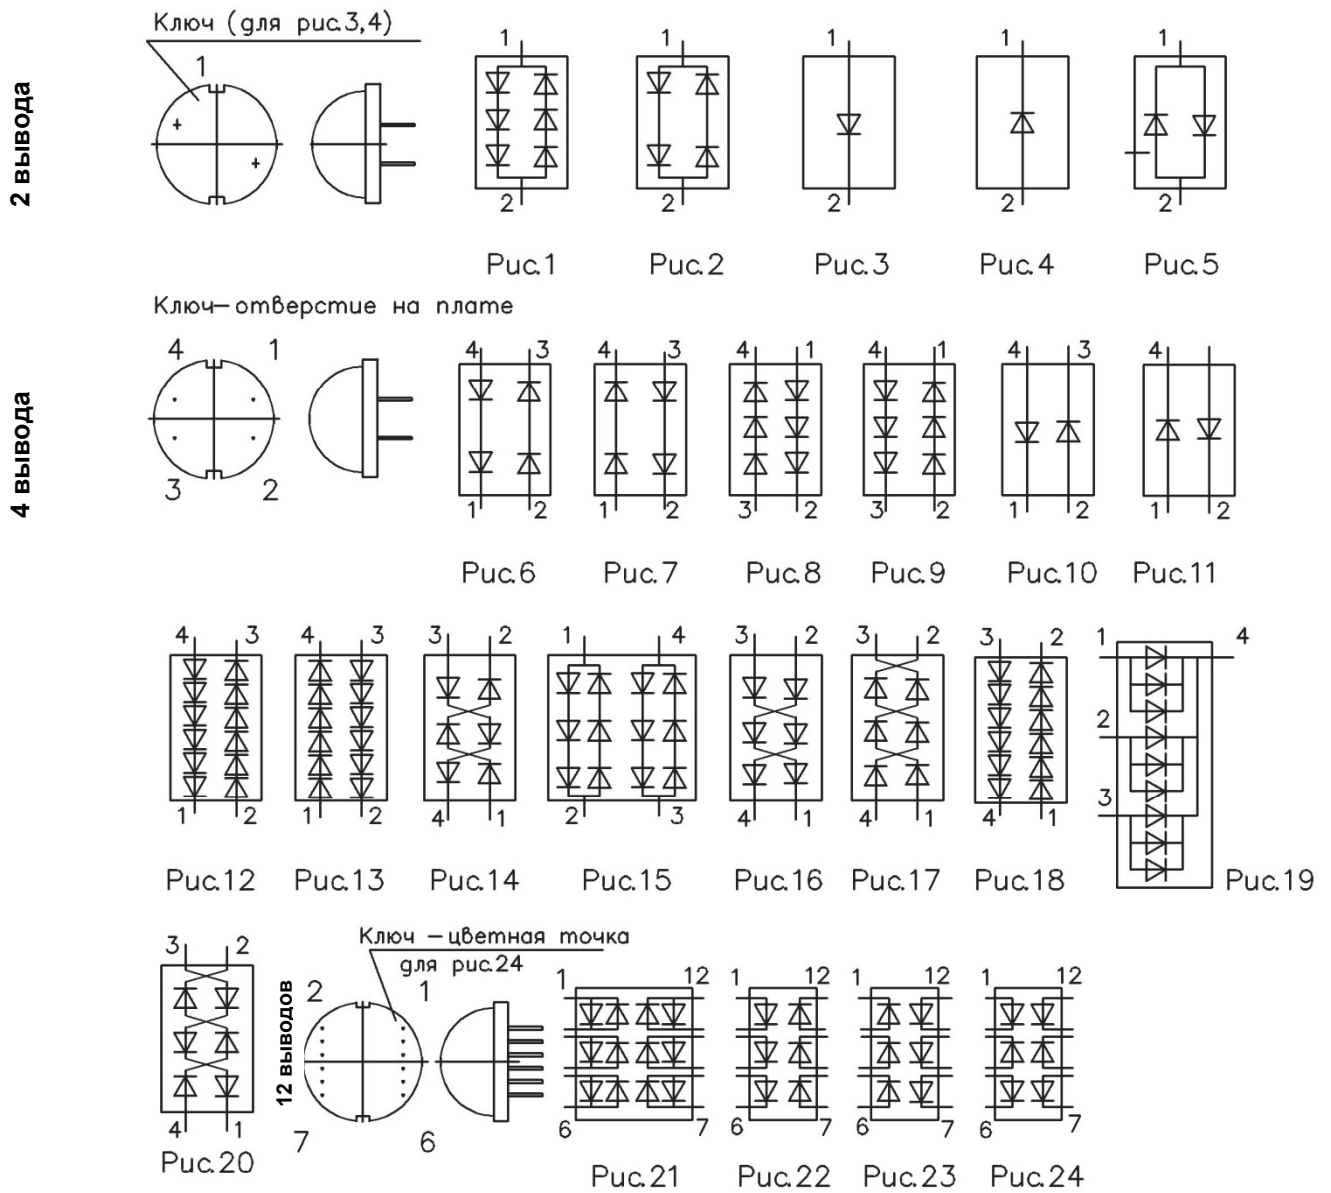 Ключ (для рис.3,4)
2 вывода
1
1 1 1 1 1
2 2 2 2 2
Рис.1 Рис.2 Рис.3 Рис.4 Рис.5
Ключ-отверстие на плате
4 вывода
4 1
3 2
4 3 4 3 4 1 4 1 4 3 4
1 2 1 2 3 2 3 2 1 2 1 2
Рис.6 Рис.7 Рис.8 Рис.9 Рис.10 Рис.11
4 3 4 3 3 2 1 4 3 2 3 2 3 2 1 4
2
3
1 2 1 2 4 1 2 3 4 1 4 1 4 1
Рис.12 Рис.13 Рис.14 Рис.15 Рис.16 Рис.17 Рис.18 Рис.19
3 2
4 1
Рис.20
Ключ -цветная точка
для рис.24
12 выводов
2 1
7 6
1 12 1 12 1 12 1 12
6 7 6 7 6 7 6 7
Рис.21 Рис.22 Рис.23 Рис.24